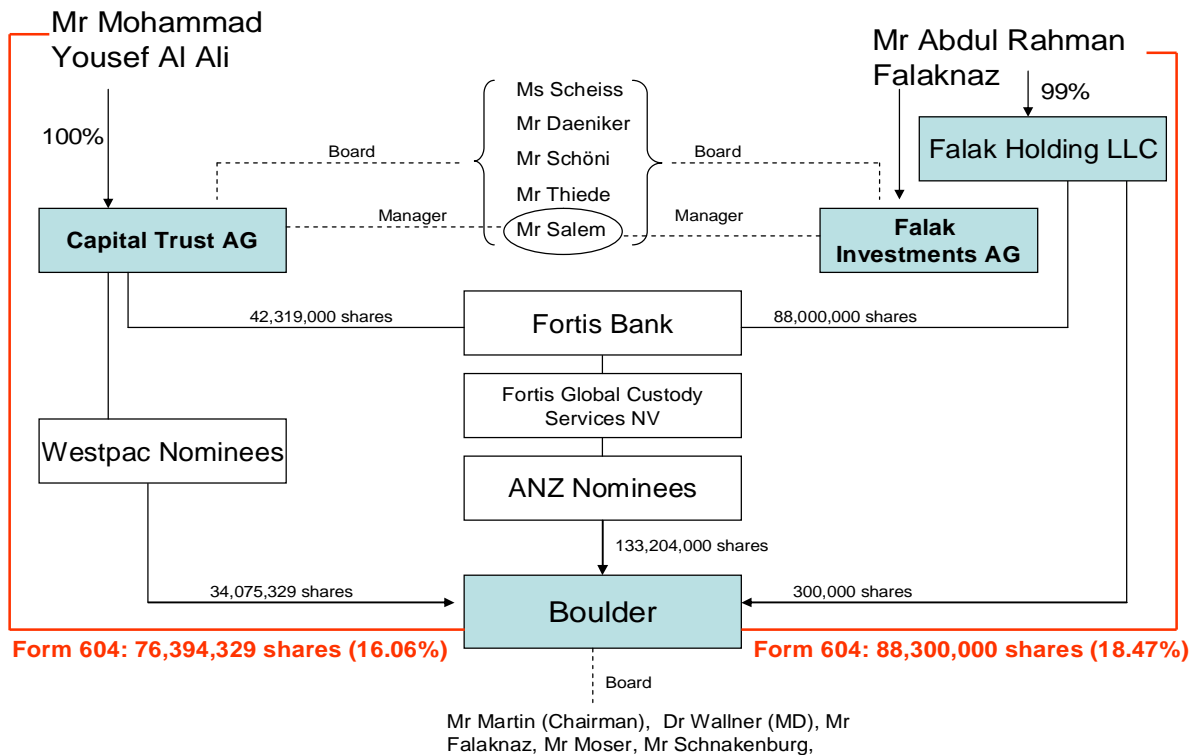 Mr Mohammad
Yousef Al Ali
Mr Abdul Rahman
Falaknaz
99%
100%
Ms Scheiss
Mr Daeniker
Mr Schöni
Mr Thiede
Mr Salem
Board
Board
Manager
Manager
Falak Holding LLC
Capital Trust AG
Falak
Investments AG
42,319,000 shares
Fortis Bank
88,000,000 shares
Fortis Global Custody
Services NV
Westpac Nominees
ANZ Nominees
133,204,000 shares
34,075,329 shares
Boulder
300,000 shares
Form 604: 76,394,329 shares (16.06%)
Form 604: 88,300,000 shares (18.47%)
Board
Mr Martin (Chairman), Dr Wallner (MD), Mr
Falaknaz, Mr Moser, Mr Schnakenburg,